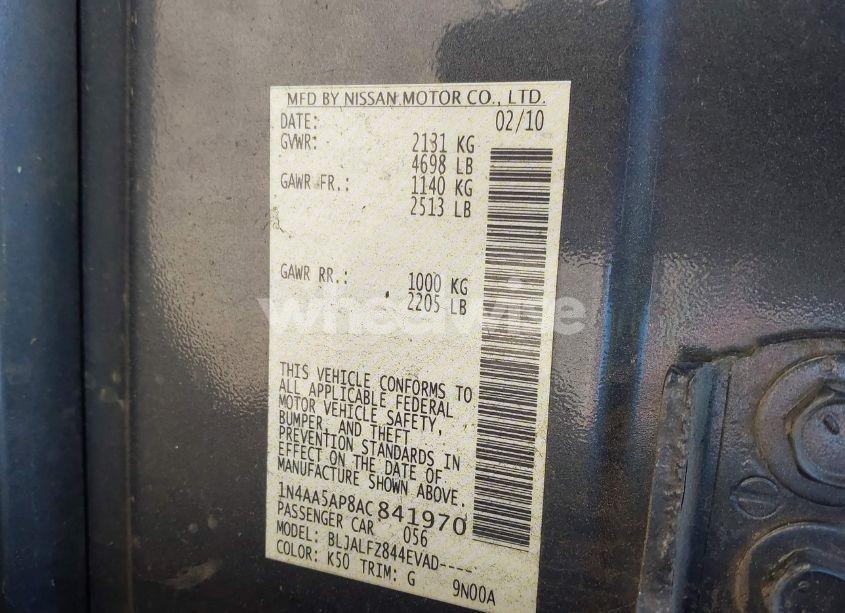 MFD BY NISSAN MOTOR CO., LTD.
DATE: 02/10
GVWR: 2131 KG
4698 LB
GAWR FR.: 1140 KG
2513 LB
GAWR RR.: 1000 KG
2205 LB
wheelwise
THIS VEHICLE CONFORMS TO
ALL APPLICABLE FEDERAL
MOTOR VEHICLE SAFETY,
BUMPER, AND THEFT
PREVENTION STANDARDS IN
EFFECT ON THE DATE OF
MANUFACTURE SHOWN ABOVE.
1N4AA5AP8AC841970
PASSENGER CAR 056
MODEL: BLJALFZ844EVAD----
COLOR: K50 TRIM: G 9N00A